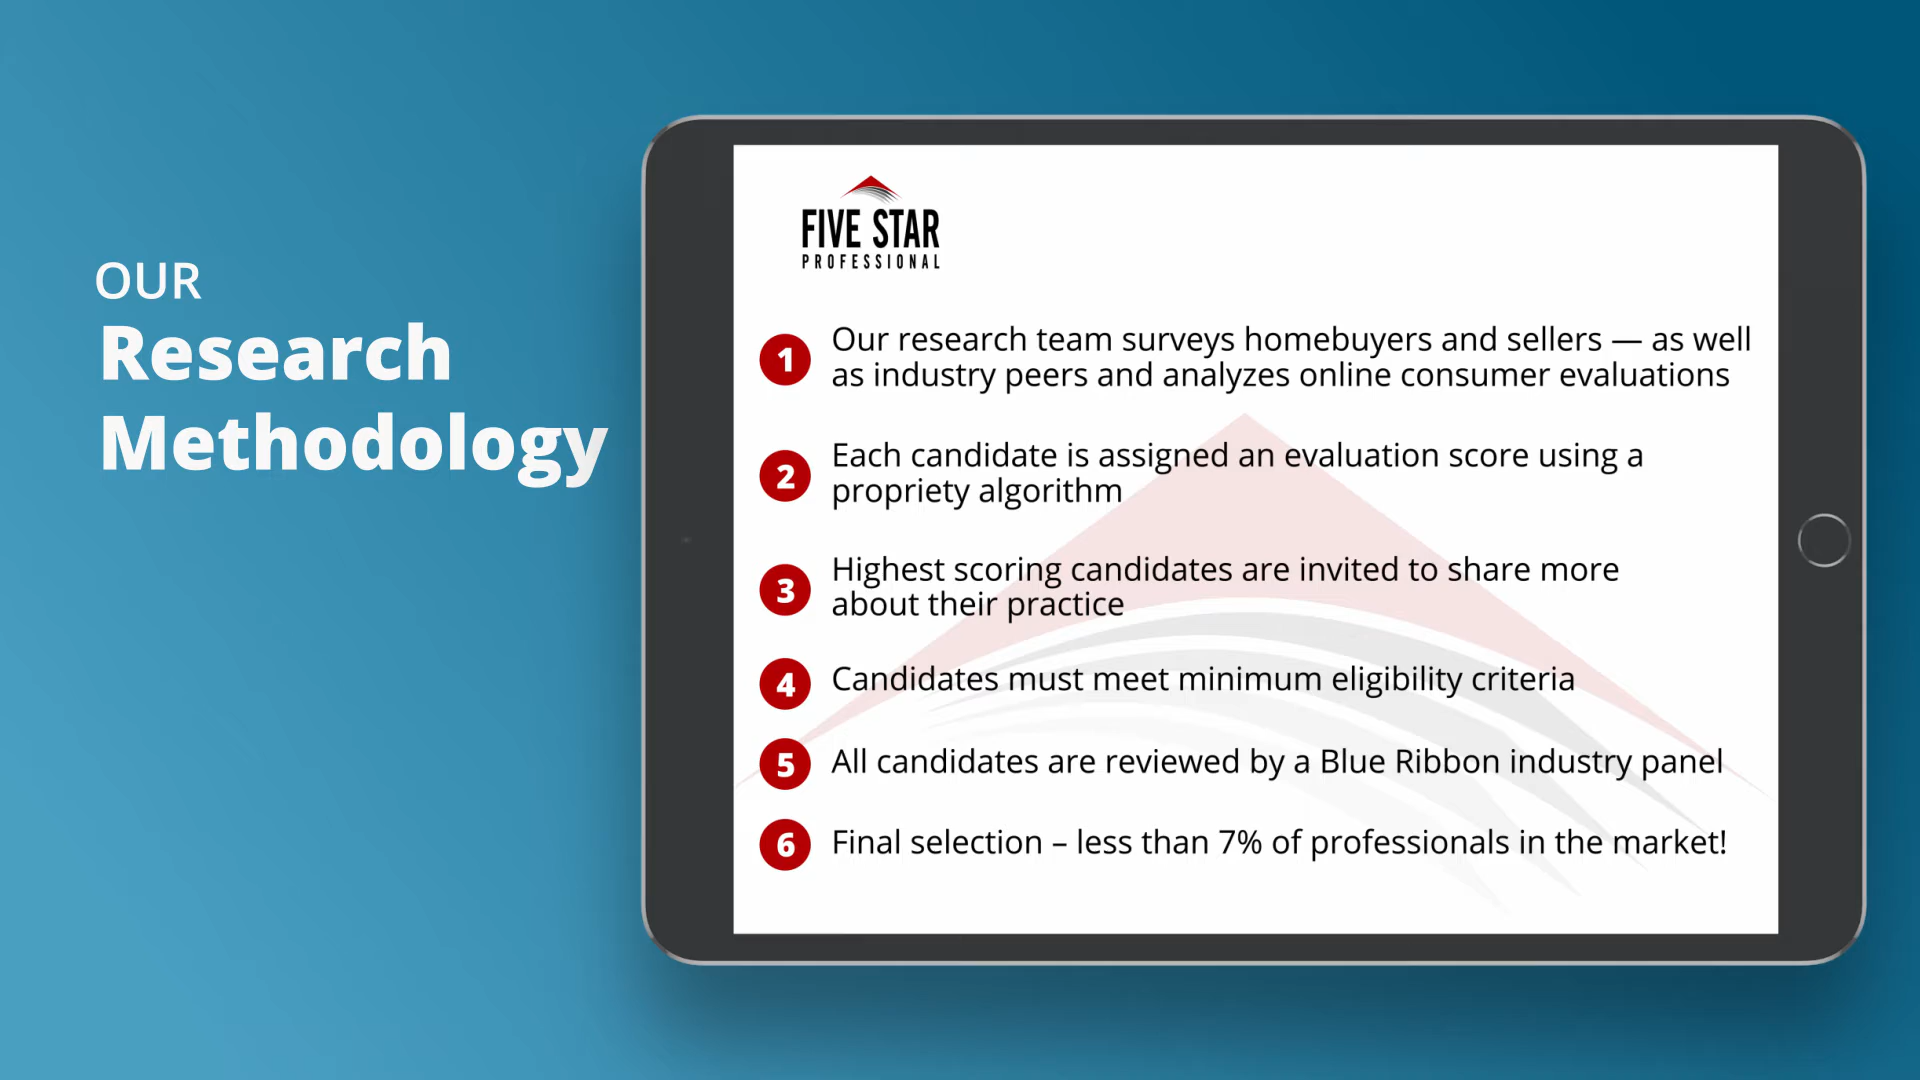 OUR
Research
Methodology
FIVE STAR
PROFESSIONAL
1 Our research team surveys homebuyers and sellers — as well
as industry peers and analyzes online consumer evaluations
2 Each candidate is assigned an evaluation score using a
propriety algorithm
3 Highest scoring candidates are invited to share more
about their practice
4 Candidates must meet minimum eligibility criteria
5 All candidates are reviewed by a Blue Ribbon industry panel
6 Final selection – less than 7% of professionals in the market!